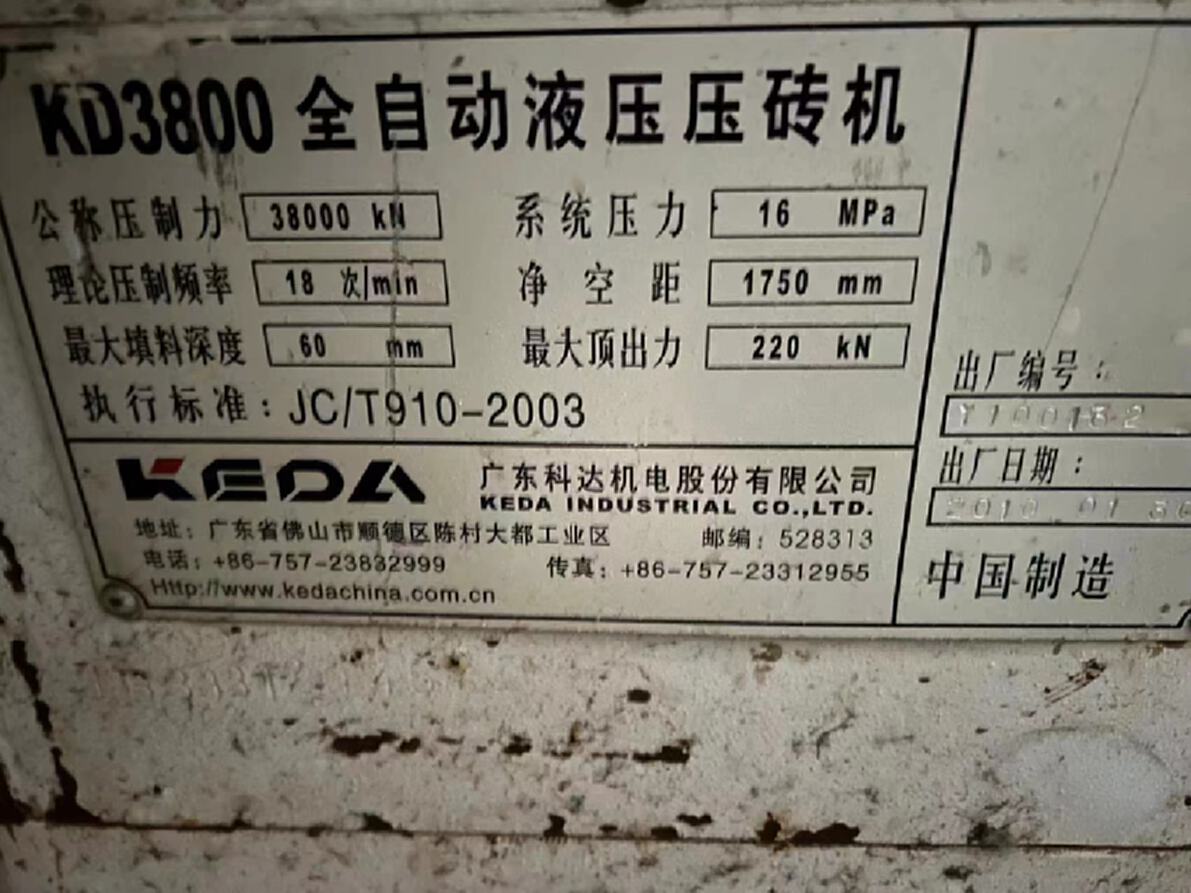 KD3800 全自动液压压砖机
公称压制力 38000 kN 系统压力 16 MPa
理论压制频率 18 次/min 净空距 1750 mm
最大填料深度 60 mm 最大顶出力 220 kN
执行标准：JC/T910-2003
KEDA 广东科达机电股份有限公司
KEDA INDUSTRIAL CO.,LTD.
地址：广东省佛山市顺德区陈村大都工业区 邮编：528313
电话：+86-757-23832999 传真：+86-757-23312955
Http://www.kedachina.com.cn
出厂编号：
出厂日期：
2010 01
中国制造